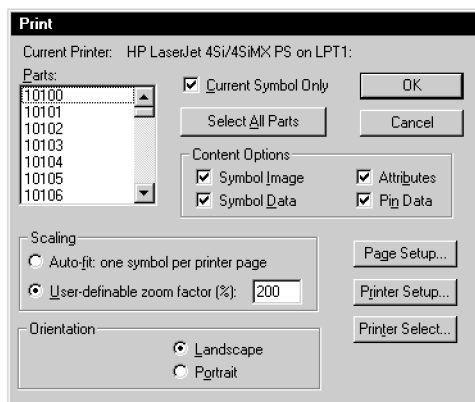 Print
Current Printer: HP LaserJet 4Si/4SiMX PS on LPT1:
Parts:
10100
10101
10102
10103
10104
10105
10106
Current Symbol Only
Select All Parts
OK
Cancel
Content Options
Symbol Image
Attributes
Symbol Data
Pin Data
Scaling
Auto-fit: one symbol per printer page
User-definable zoom factor (%): 200
Page Setup...
Printer Setup...
Printer Select...
Orientation
Landscape
Portrait